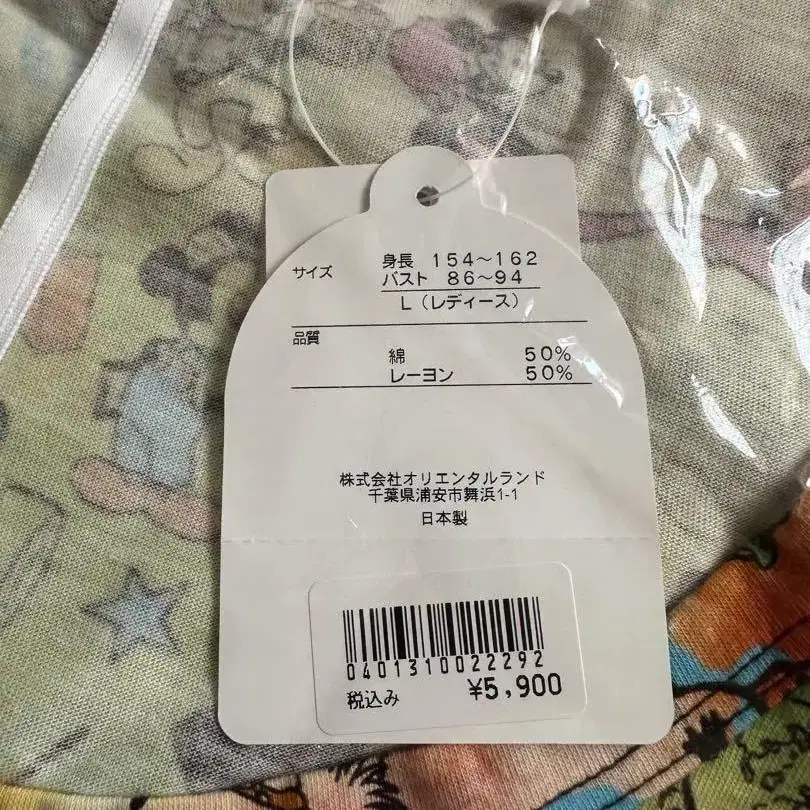 サイズ
身長 154～162
バスト 86～94
L（レディース）
品質
綿 50%
レーヨン 50%
株式会社オリエンタルランド
千葉県浦安市舞浜1-1
日本製
0401310022292
税込み ¥5,900